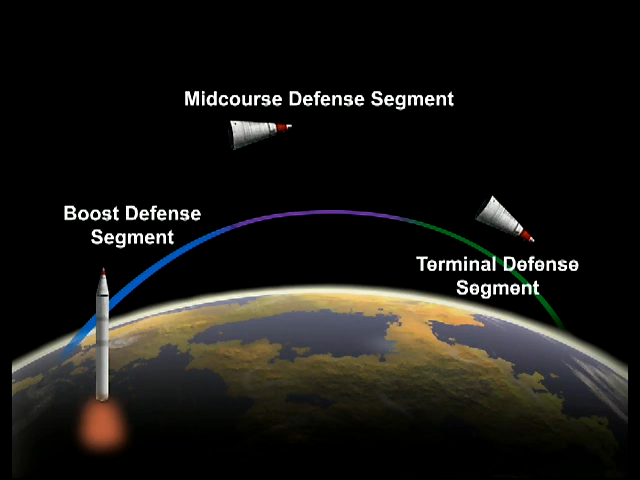 Midcourse Defense Segment
Boost Defense
Segment
Terminal Defense
Segment